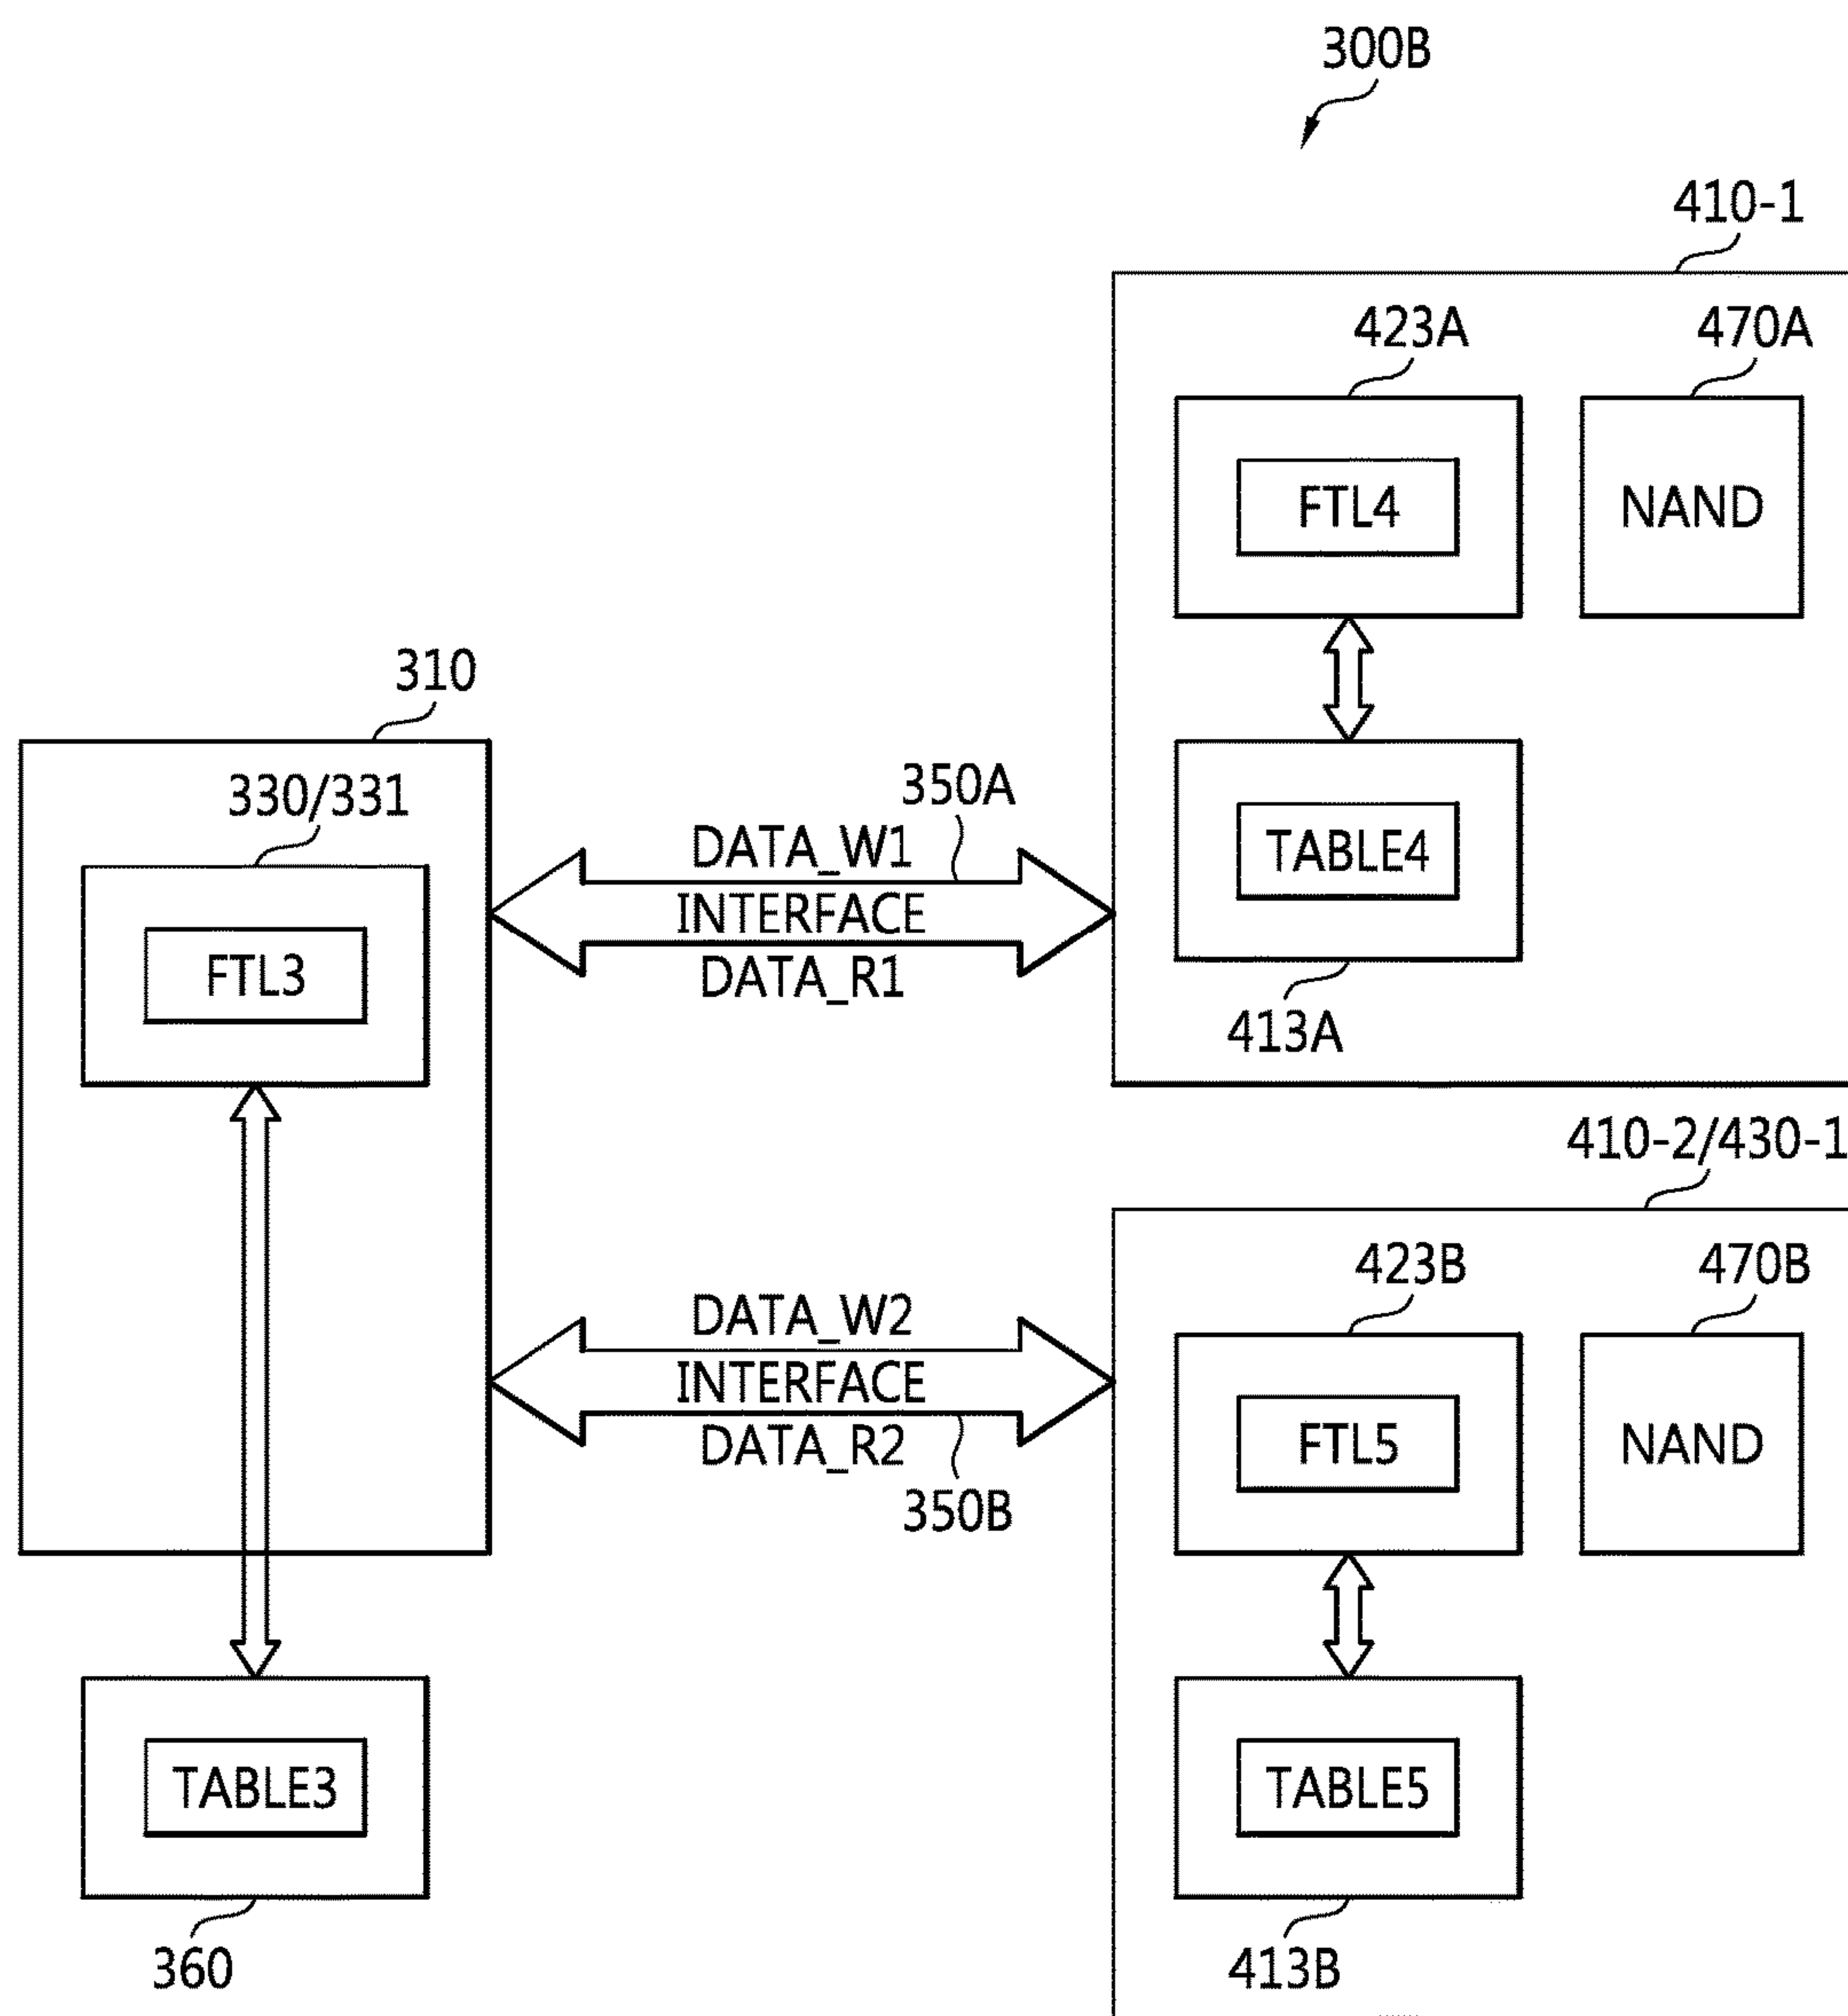 300B
410-1
423A
470A
FTL4
NAND
310
330/331
350A
DATA_W1
INTERFACE
DATA_R1
TABLE4
FTL3
413A
410-2/430-1
423B
470B
DATA_W2
INTERFACE
DATA_R2
FTL5
NAND
350B
TABLE3
TABLE5
360
413B